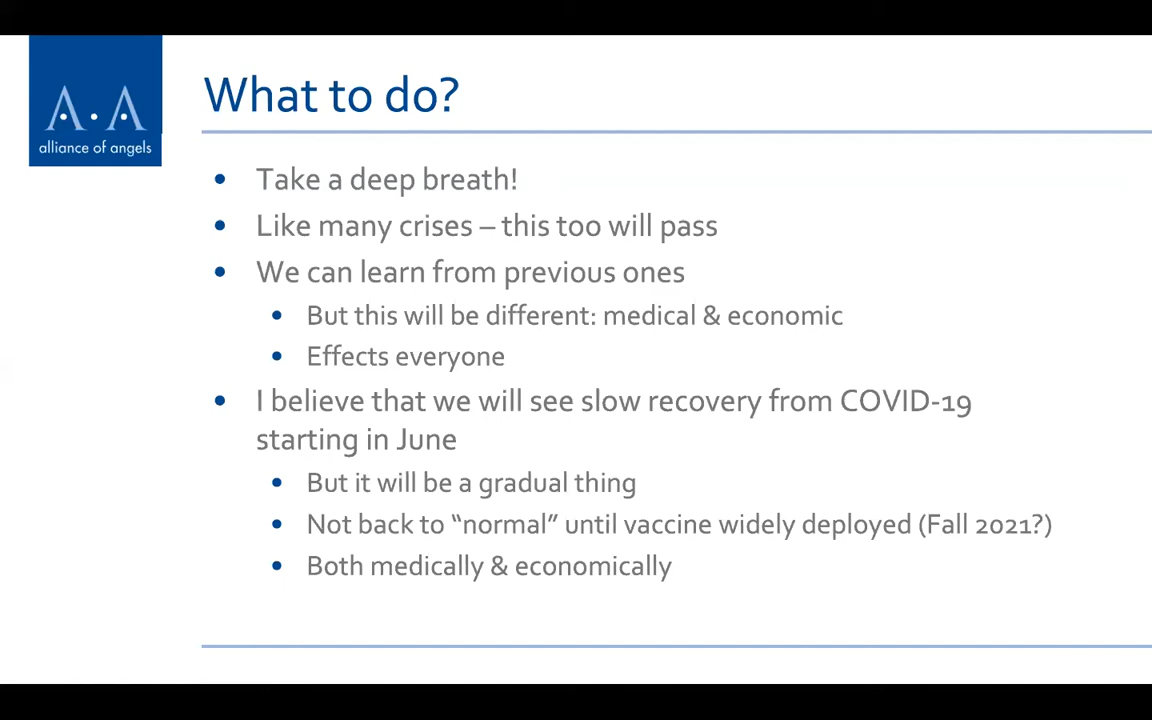 A·A
alliance of angels
What to do?
• Take a deep breath!
• Like many crises – this too will pass
• We can learn from previous ones
• But this will be different: medical & economic
• Effects everyone
• I believe that we will see slow recovery from COVID-19
starting in June
• But it will be a gradual thing
• Not back to “normal” until vaccine widely deployed (Fall 2021?)
• Both medically & economically